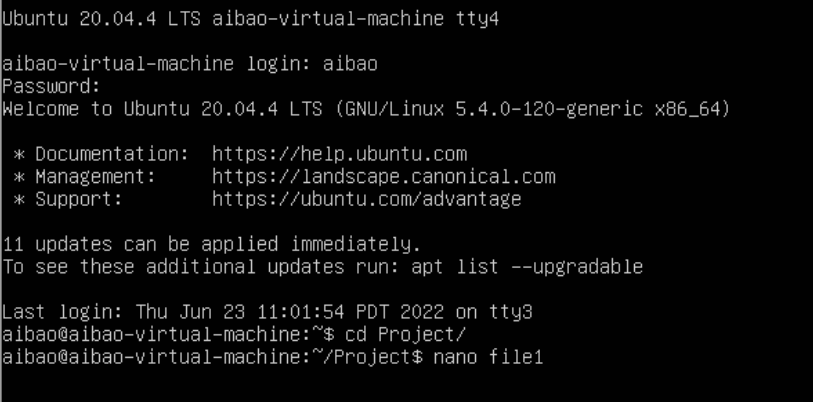 Ubuntu 20.04.4 LTS aibao-virtual-machine tty4
aibao-virtual-machine login: aibao
Password:
Welcome to Ubuntu 20.04.4 LTS (GNU/Linux 5.4.0-120-generic x86_64)
* Documentation:  https://help.ubuntu.com
* Management:     https://landscape.canonical.com
* Support:        https://ubuntu.com/advantage
11 updates can be applied immediately.
To see these additional updates run: apt list --upgradable
Last login: Thu Jun 23 11:01:54 PDT 2022 on tty3
aibao@aibao-virtual-machine:~$ cd Project/
aibao@aibao-virtual-machine:~/Project$ nano file1